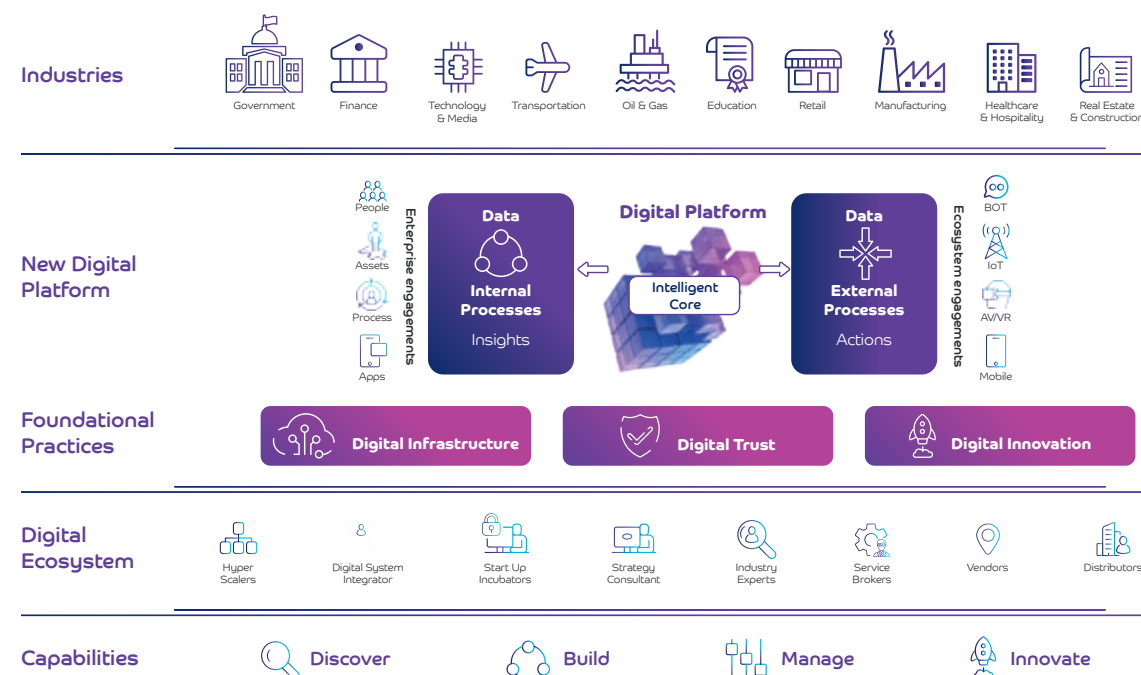 Industries
Government
Finance
Technology
& Media
Transportation
Oil & Gas
Education
Retail
Manufacturing
Healthcare
& Hospitality
Real Estate
& Construction
New Digital
Platform
People
Assets
Process
Apps
Enterprise engagements
Data
Internal
Processes
Insights
Digital Platform
Intelligent
Core
Data
External
Processes
Actions
Ecosystem engagements
BOT
IoT
AV/VR
Mobile
Foundational
Practices
Digital Infrastructure
Digital Trust
Digital Innovation
Digital
Ecosystem
Hyper
Scalers
Digital System
Integrator
Start Up
Incubators
Strategy
Consultant
Industry
Experts
Service
Brokers
Vendors
Distributors
Capabilities
Discover
Build
Manage
Innovate